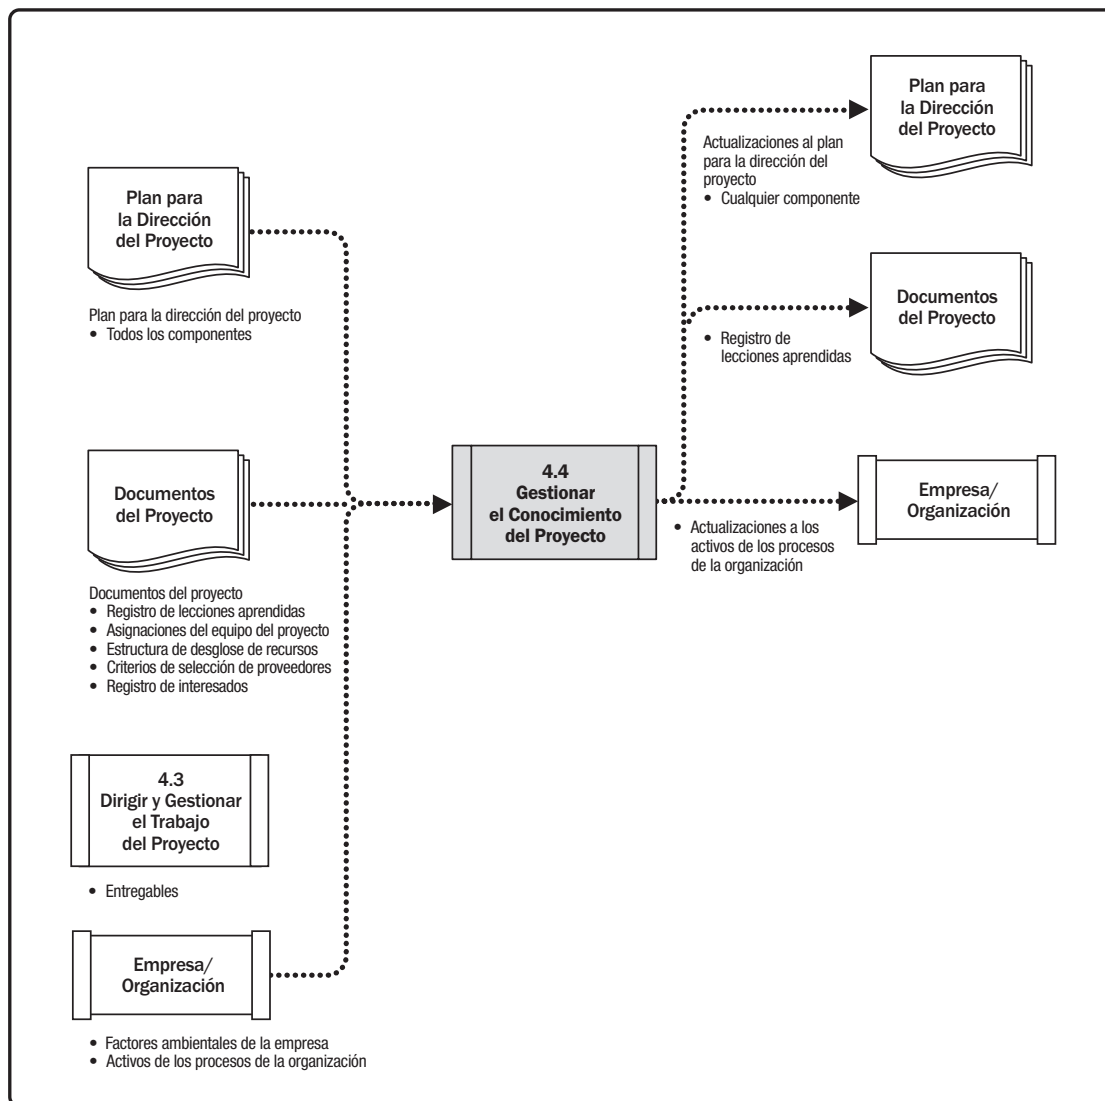 Plan para
la Dirección
del Proyecto
Plan para la dirección del proyecto
• Todos los componentes
Documentos
del Proyecto
Documentos del proyecto
• Registro de lecciones aprendidas
• Asignaciones del equipo del proyecto
• Estructura de desglose de recursos
• Criterios de selección de proveedores
• Registro de interesados
4.3
Dirigir y Gestionar
el Trabajo
del Proyecto
• Entregables
Empresa/
Organización
• Factores ambientales de la empresa
• Activos de los procesos de la organización
4.4
Gestionar
el Conocimiento
del Proyecto
Actualizaciones al plan
para la dirección del
proyecto
• Cualquier componente
Plan para
la Dirección
del Proyecto
• Registro de
lecciones aprendidas
Documentos
del Proyecto
• Actualizaciones a los
activos de los procesos
de la organización
Empresa/
Organización